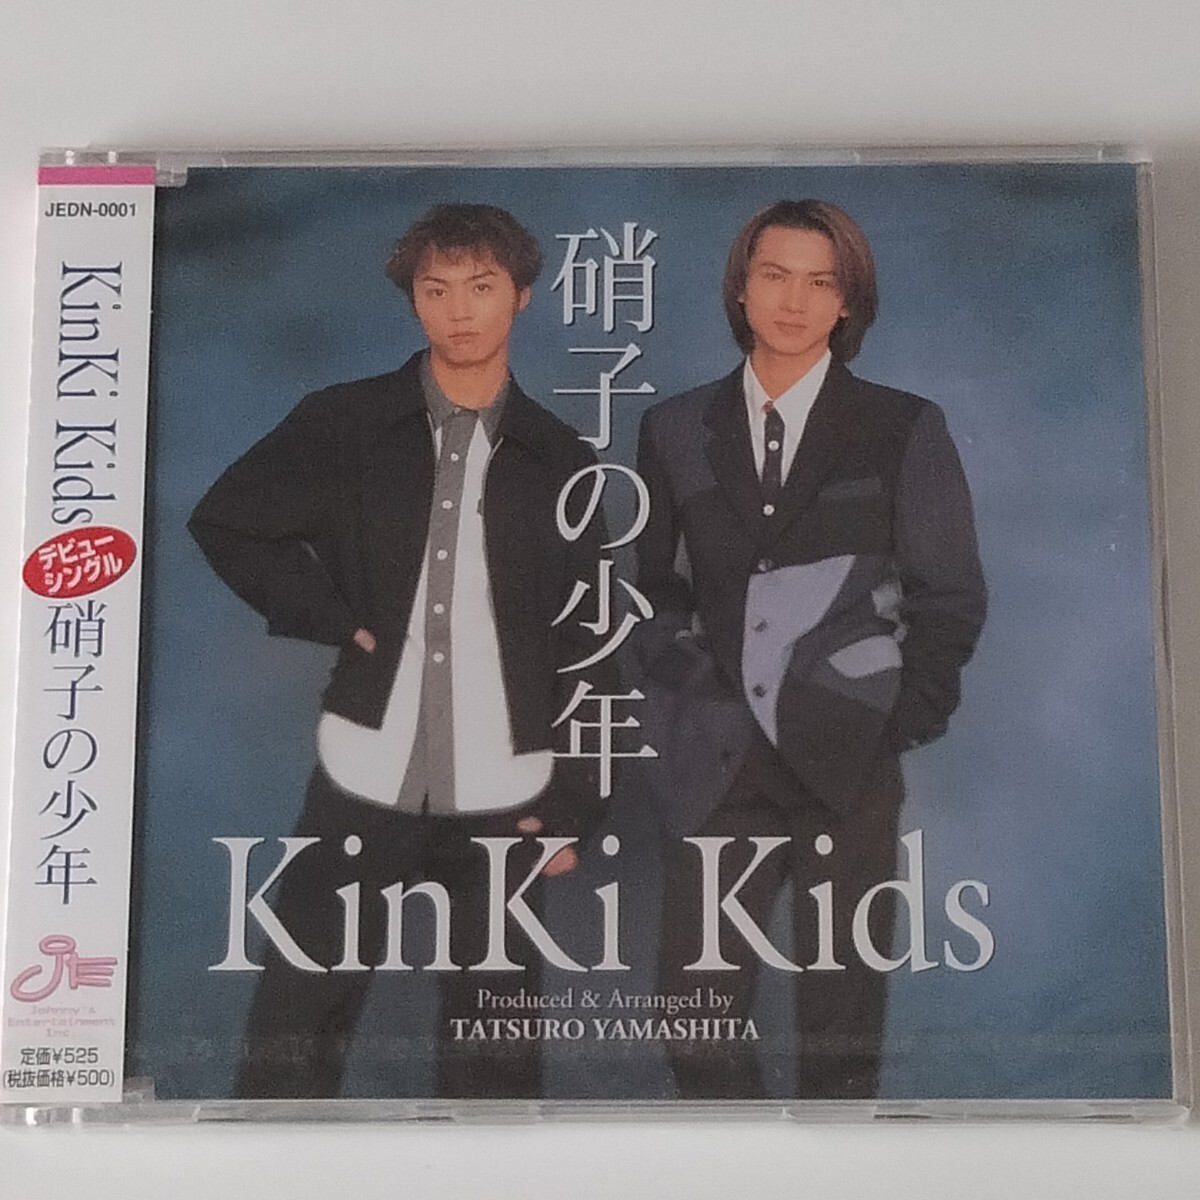 JEDN-0001
KinKi Kids
デビュー
シングル
硝子の少年
Johnny's
Entertainment
Inc
定価¥525
(税抜価格¥500)
硝子の少年
KinKi Kids
Produced & Arranged by
TATSURO YAMASHITA